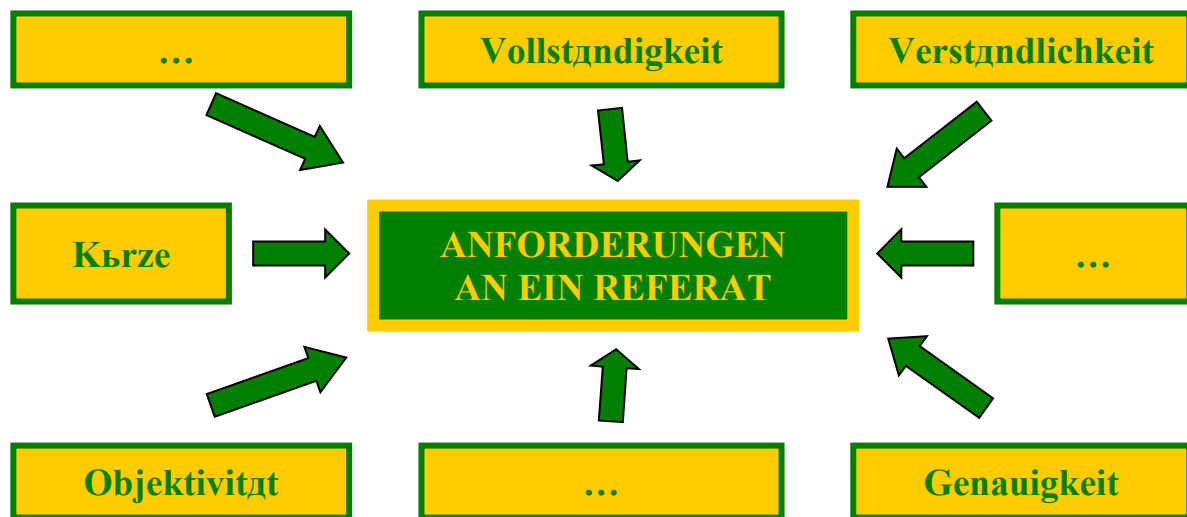 …
Vollstдndigkeit
Verstдndlichkeit
Kьrze
ANFORDERUNGEN
AN EIN REFERAT
…
Objektivitдt
…
Genauigkeit